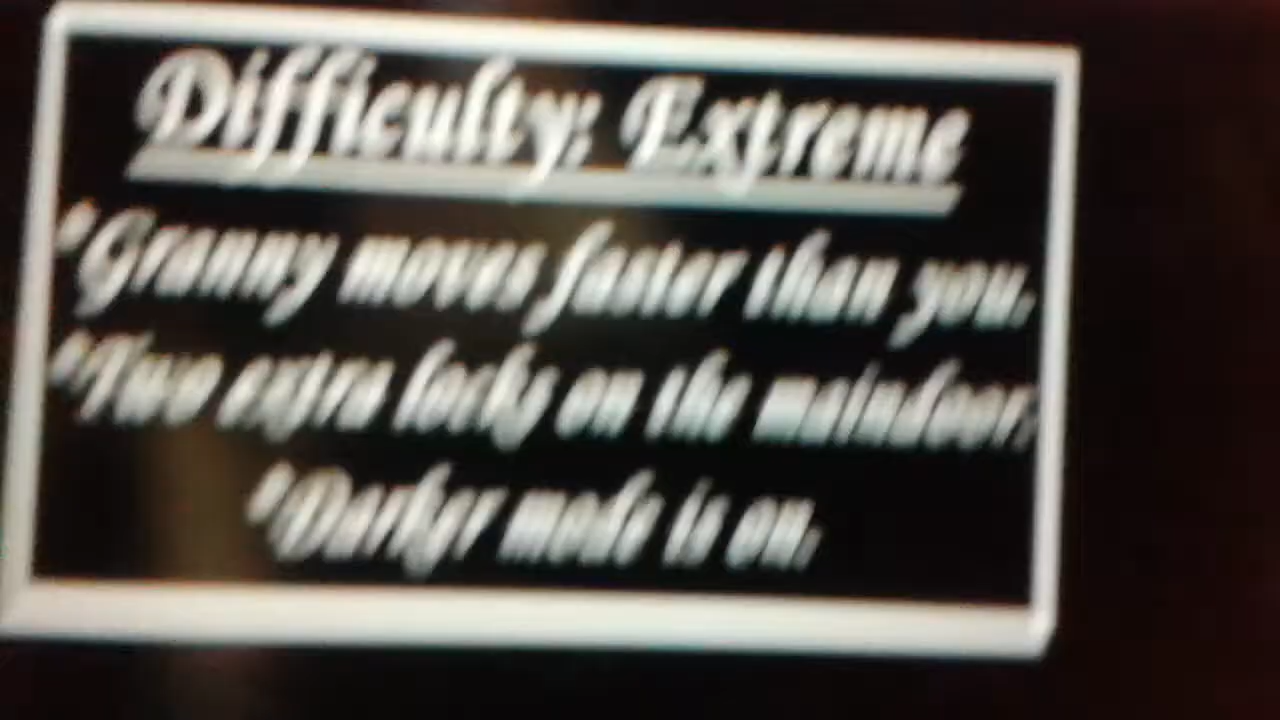 Difficulty: Extreme
*Granny moves faster than you.
*Two extra locks on the maindoor.
*Darker mode is on.